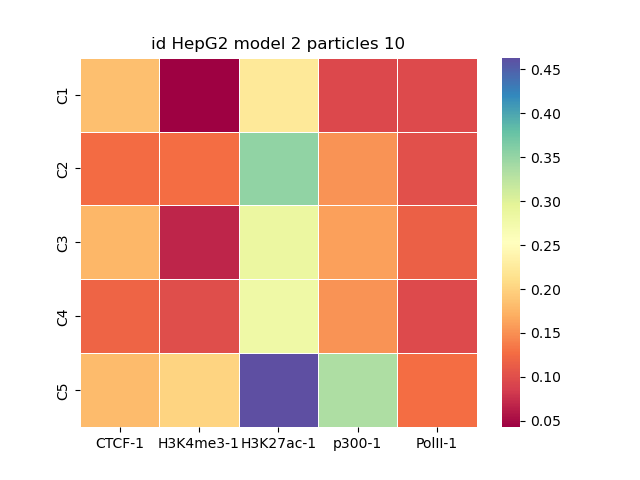 id HepG2 model 2 particles 10
C1
C2
C3
C4
C5
CTCF-1 H3K4me3-1 H3K27ac-1 p300-1 PolII-1
0.45
0.40
0.35
0.30
0.25
0.20
0.15
0.10
0.05